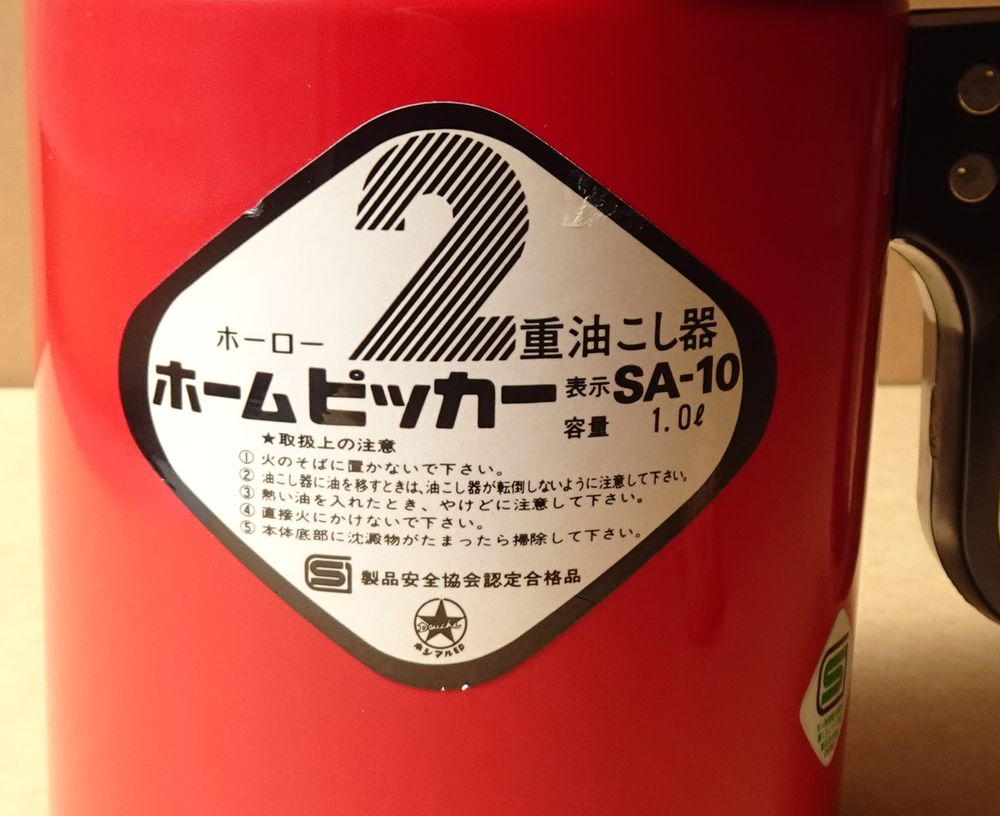 ホーロー 2重油こし器
ホームピッカー 表示 SA-10
容量 1.0ℓ
★取扱上の注意
① 火のそばに置かないで下さい。
② 油こし器に油を移すときは、油こし器が転倒しないように注意して下さい。
③ 熱い油を入れたとき、やけどに注意して下さい。
④ 直接火にかけないで下さい。
⑤ 本体底部に沈澱物がたまったら掃除して下さい。
S 製品安全協会認定合格品
Douchi
ホシマル印
S